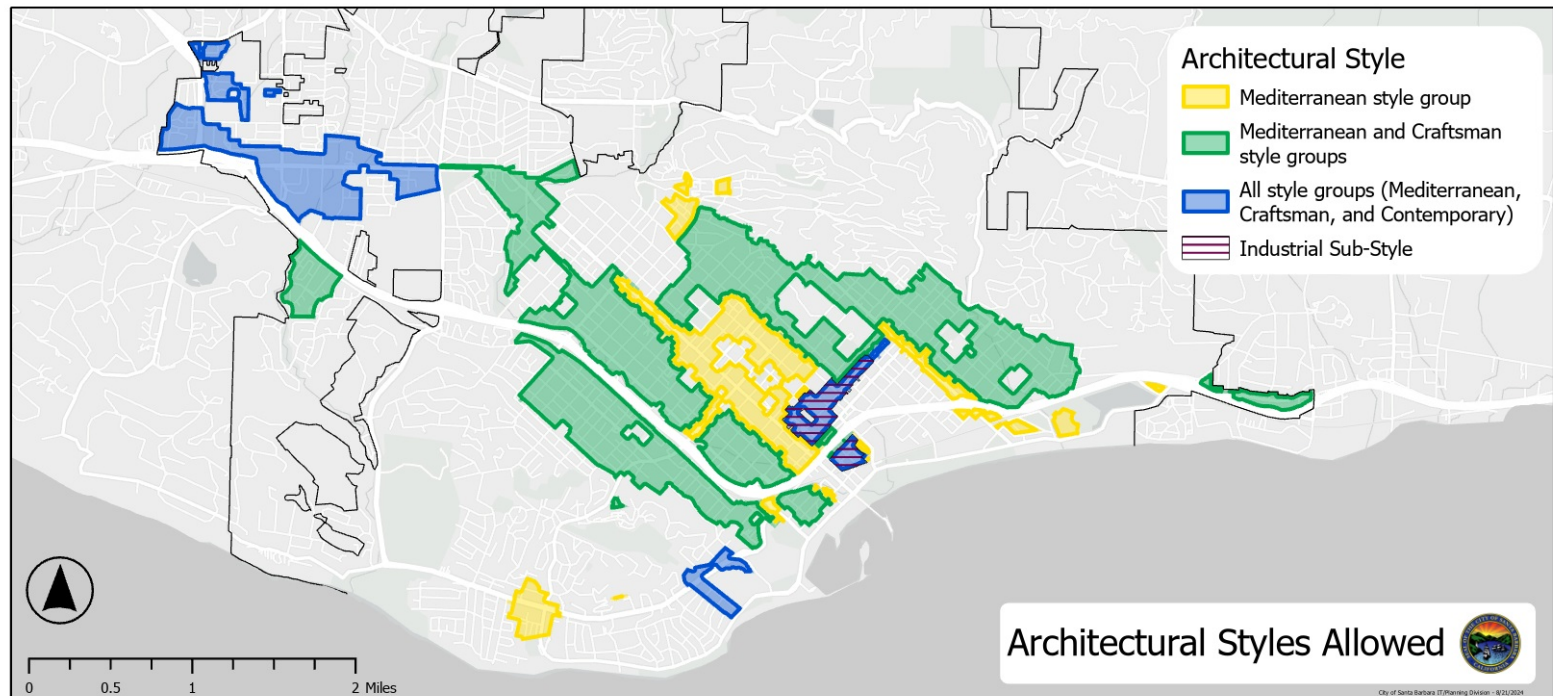 Architectural Style
Mediterranean style group
Mediterranean and Craftsman
style groups
All style groups (Mediterranean,
Craftsman, and Contemporary)
Industrial Sub-Style
Architectural Styles Allowed
0 0.5 1 2 Miles
City of Santa Barbara IT/Planning Division - 8/21/2024